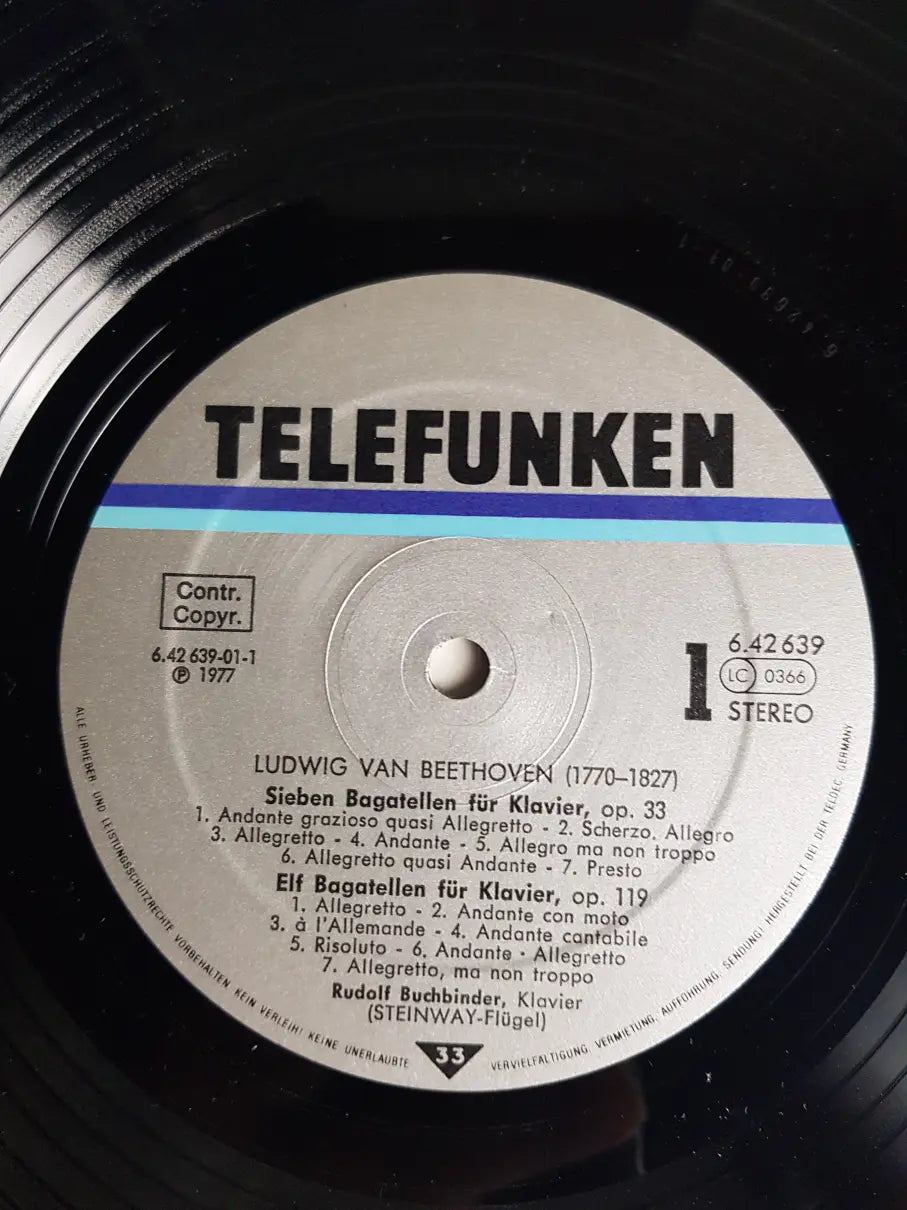 6.42639-01-1
TELEFUNKEN
Contr.
Copyr.
6.42 639-01-1
℗ 1977
1
6.42 639
LC 0366
STEREO
LUDWIG VAN BEETHOVEN (1770–1827)
Sieben Bagatellen für Klavier, op. 33
1. Andante grazioso quasi Allegretto - 2. Scherzo. Allegro
3. Allegretto - 4. Andante - 5. Allegro ma non troppo
6. Allegretto quasi Andante - 7. Presto
Elf Bagatellen für Klavier, op. 119
1. Allegretto - 2. Andante con moto
3. à l'Allemande - 4. Andante cantabile
5. Risoluto - 6. Andante · Allegretto
7. Allegretto, ma non troppo
Rudolf Buchbinder, Klavier
(STEINWAY-Flügel)
ALLE URHEBER- UND LEISTUNGSSCHUTZRECHTE VORBEHALTEN KEIN VERLEIH! KEINE UNERLAUBTE VERVIELFÄLTIGUNG, VERMIETUNG, AUFFÜHRUNG, SENDUNG! HERGESTELLT BEI DER TELDEC, GERMANY
33